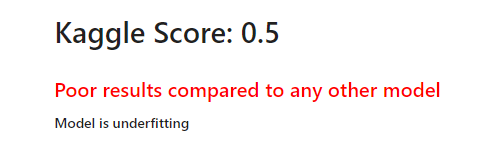 Kaggle Score: 0.5
Poor results compared to any other model
Model is underfitting